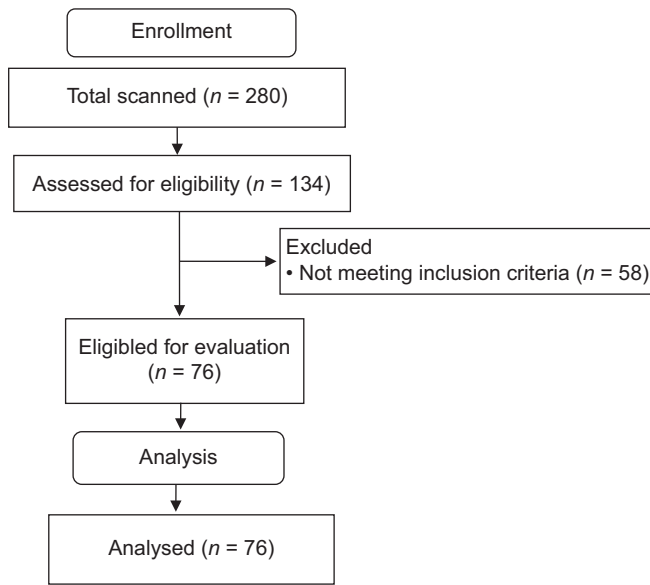 Enrollment
Total scanned (n = 280)
Assessed for eligibility (n = 134)
Excluded
• Not meeting inclusion criteria (n = 58)
Eligibled for evaluation
(n = 76)
Analysis
Analysed (n = 76)